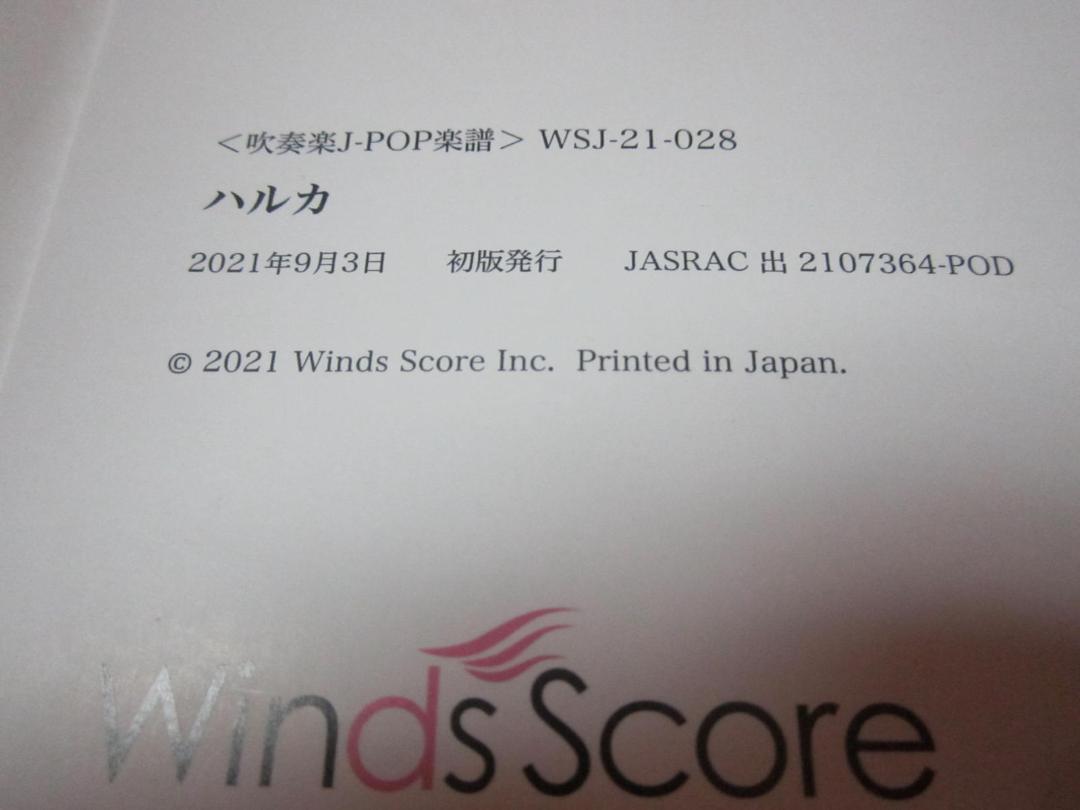 ＜吹奏楽J-POP楽譜＞ WSJ-21-028
ハルカ
2021年9月3日 初版発行 JASRAC 出 2107364-POD
© 2021 Winds Score Inc. Printed in Japan.
Winds Score